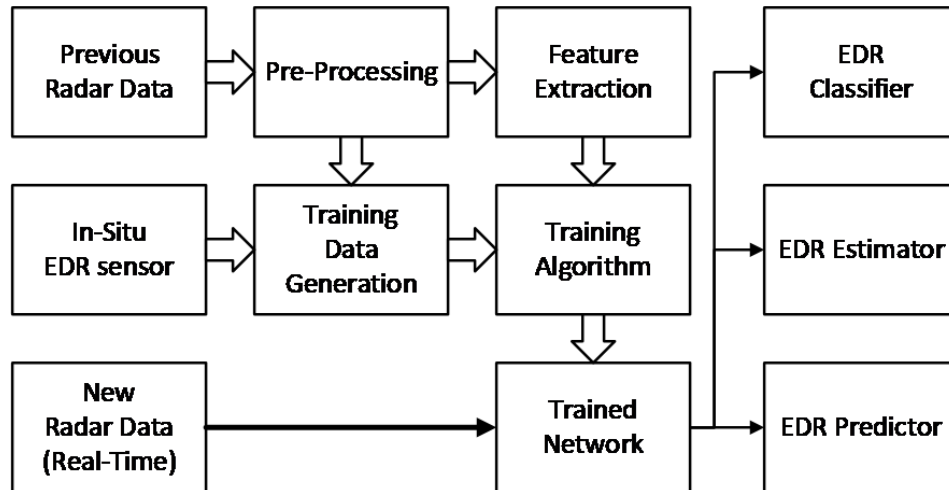 Previous
Radar Data
Pre-Processing
Feature
Extraction
EDR
Classifier
In-Situ
EDR sensor
Training
Data
Generation
Training
Algorithm
EDR Estimator
New
Radar Data
(Real-Time)
Trained
Network
EDR Predictor